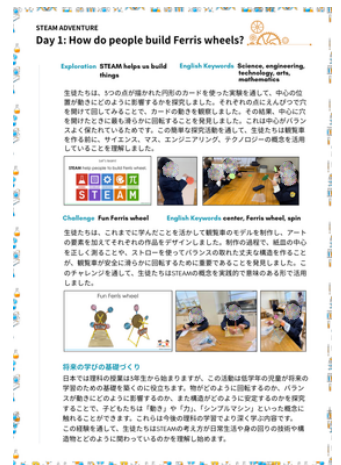 STEAM ADVENTURE
Day 1: How do people build Ferris wheels?
Exploration STEAM helps us build things
English Keywords Science, engineering, technology, arts, mathematics
生徒たちは、5つの点が描かれた円形のカードを使った実験を通して、中心の位
置が動きにどのように影響するかを探究しました。それぞれの点にえんぴつで穴
を開けて回してみることで、カードの動きを観察しました。その結果、中心に穴
を開けたときに最も滑らかに回転することを発見しました。これは中心がバラン
スよく保たれているためです。この簡単な探究活動を通して、生徒たちは観覧車
を作る前に、サイエンス、マス、エンジニアリング、テクノロジーの概念を活用
していることを理解しました。
STEAM help people to build Ferris wheel.
STEAM
Challenge Fun Ferris wheel
English Keywords center, Ferris wheel, spin
生徒たちは、これまでに学んだことを活かして観覧車のモデルを制作し、アート
の要素を加えてそれぞれの作品をデザインしました。制作の過程で、紙皿の中心
を正しく測ることや、ストローを使ってバランスの取れた丈夫な構造を作ること
が、観覧車が安全に滑らかに回転するために重要であることを発見しました。こ
のチャレンジを通して、生徒たちはSTEAMの概念を実践的で意味のある形で活用
しました。
Fun Ferris wheel
将来の学びの基礎づくり
日本では理科の授業は3年生から始まりますが、この活動は低学年の児童が将来の
学習のための基礎を築くのに役立ちます。物がどのように回転するのか、バラン
スが動きにどのように影響するのか、また構造がどのように安定するのかを探究
することで、子どもたちは「動き」や「力」、「シンプルマシン」といった概念に
触れることができます。これらは今後の理科の学習でより深く学ぶ内容です。
この経験を通して、生徒たちはSTEAMの考え方が日常生活や身の回りの技術や構
造物とどのように関わっているのかを理解し始めます。